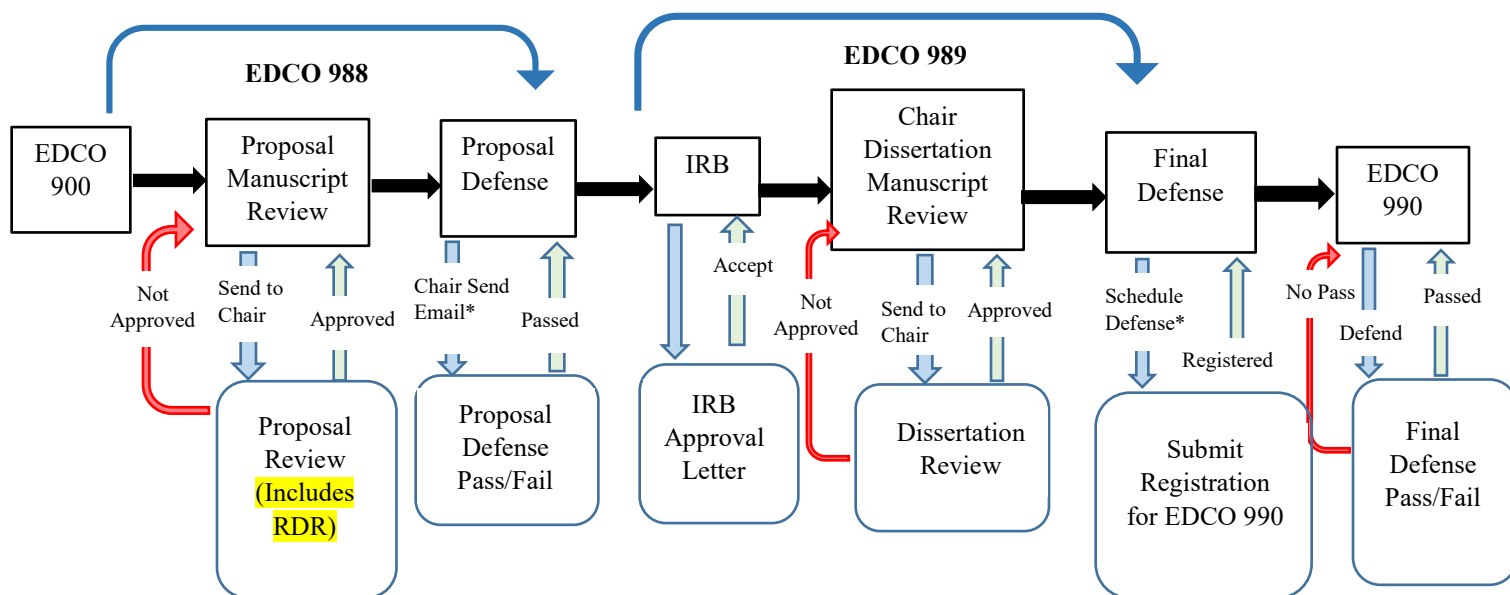 EDCO 988
EDCO 989
EDCO
900
Proposal
Manuscript
Review
Proposal
Defense
IRB
Chair
Dissertation
Manuscript
Review
Final
Defense
EDCO
990
Not
Approved
Send to
Chair
Approved
Chair Send
Email*
Passed
Accept
Not
Approved
Send to
Chair
Approved
Schedule
Defense*
Registered
No Pass
Defend
Passed
Proposal
Review
(Includes
RDR)
Proposal
Defense
Pass/Fail
IRB
Approval
Letter
Dissertation
Review
Submit
Registration
for EDCO 990
Final
Defense
Pass/Fail